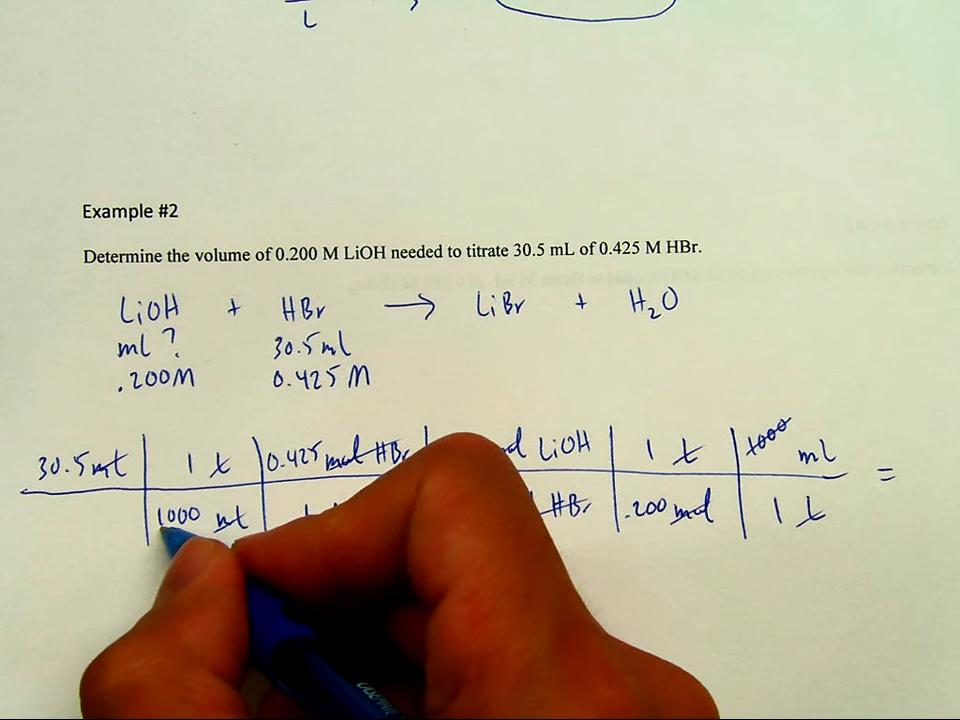 L
Example #2
Determine the volume of 0.200 M LiOH needed to titrate 30.5 mL of 0.425 M HBr.
LiOH + HBr → LiBr + H₂O
ml ? 30.5 ml
.200M 0.425 M
30.5 ml 1 L 0.425 mol HBr LiOH 1 L 1000 ml =
1000 ml HBr .200 mol 1 L